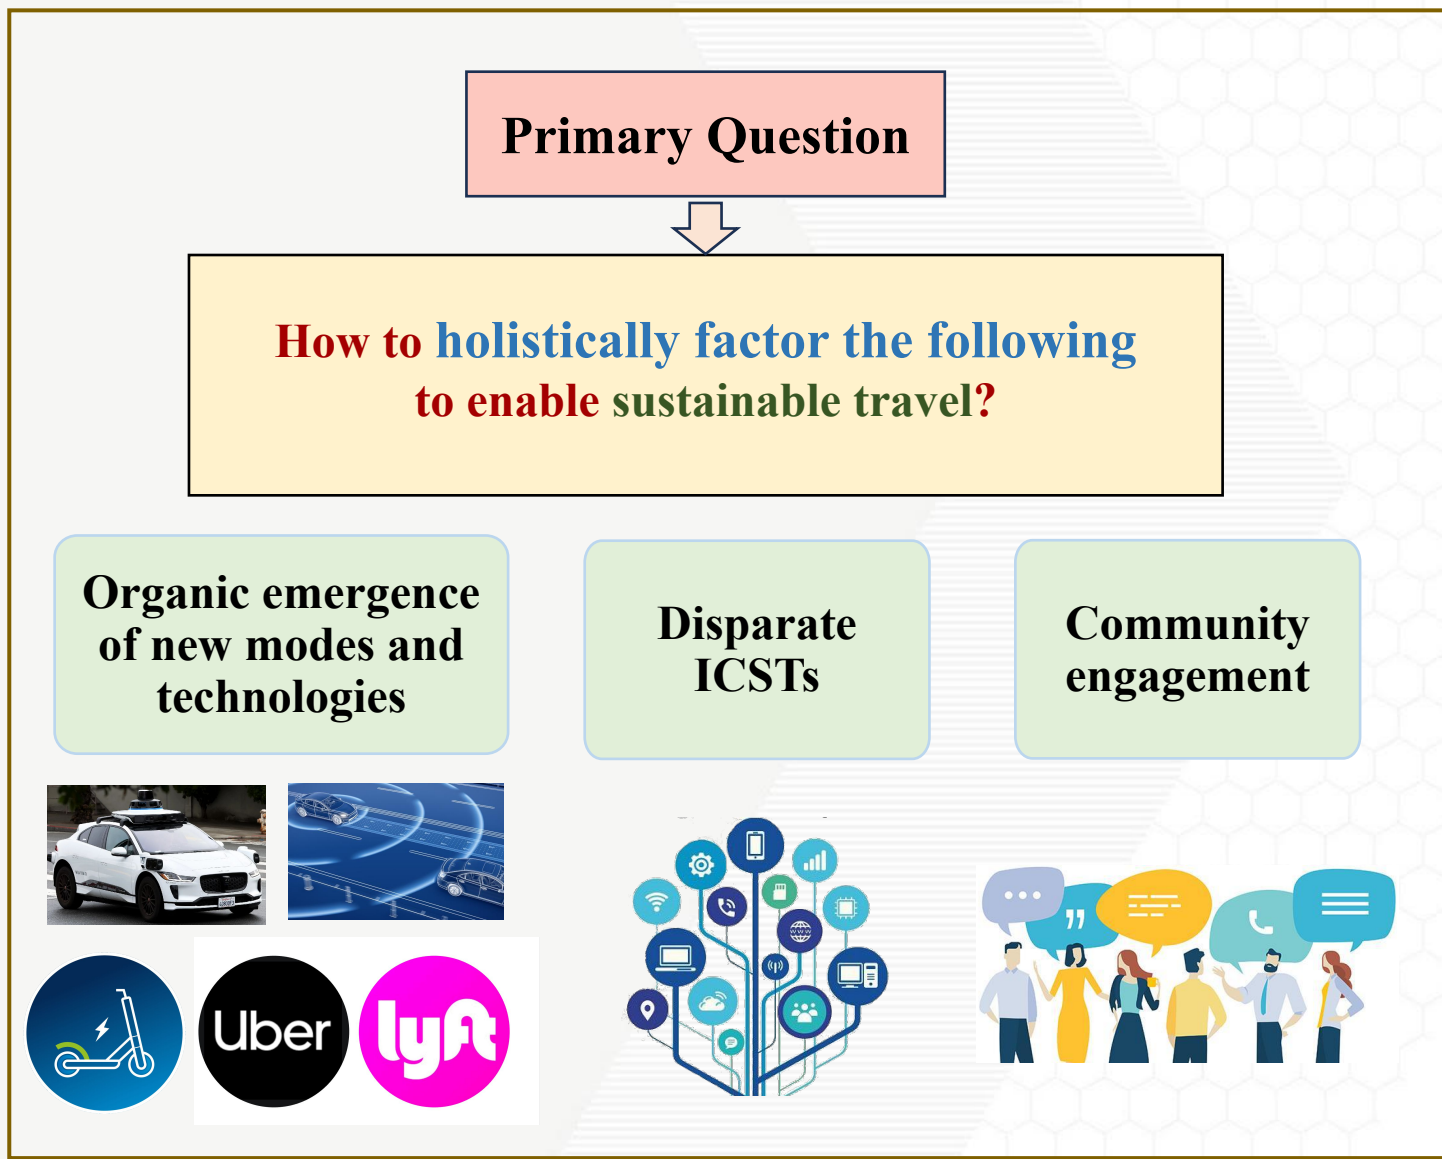 Primary Question
How to holistically factor the following
to enable sustainable travel?
Organic emergence
of new modes and
technologies
Disparate
ICSTs
Community
engagement
Uber
lyft
www